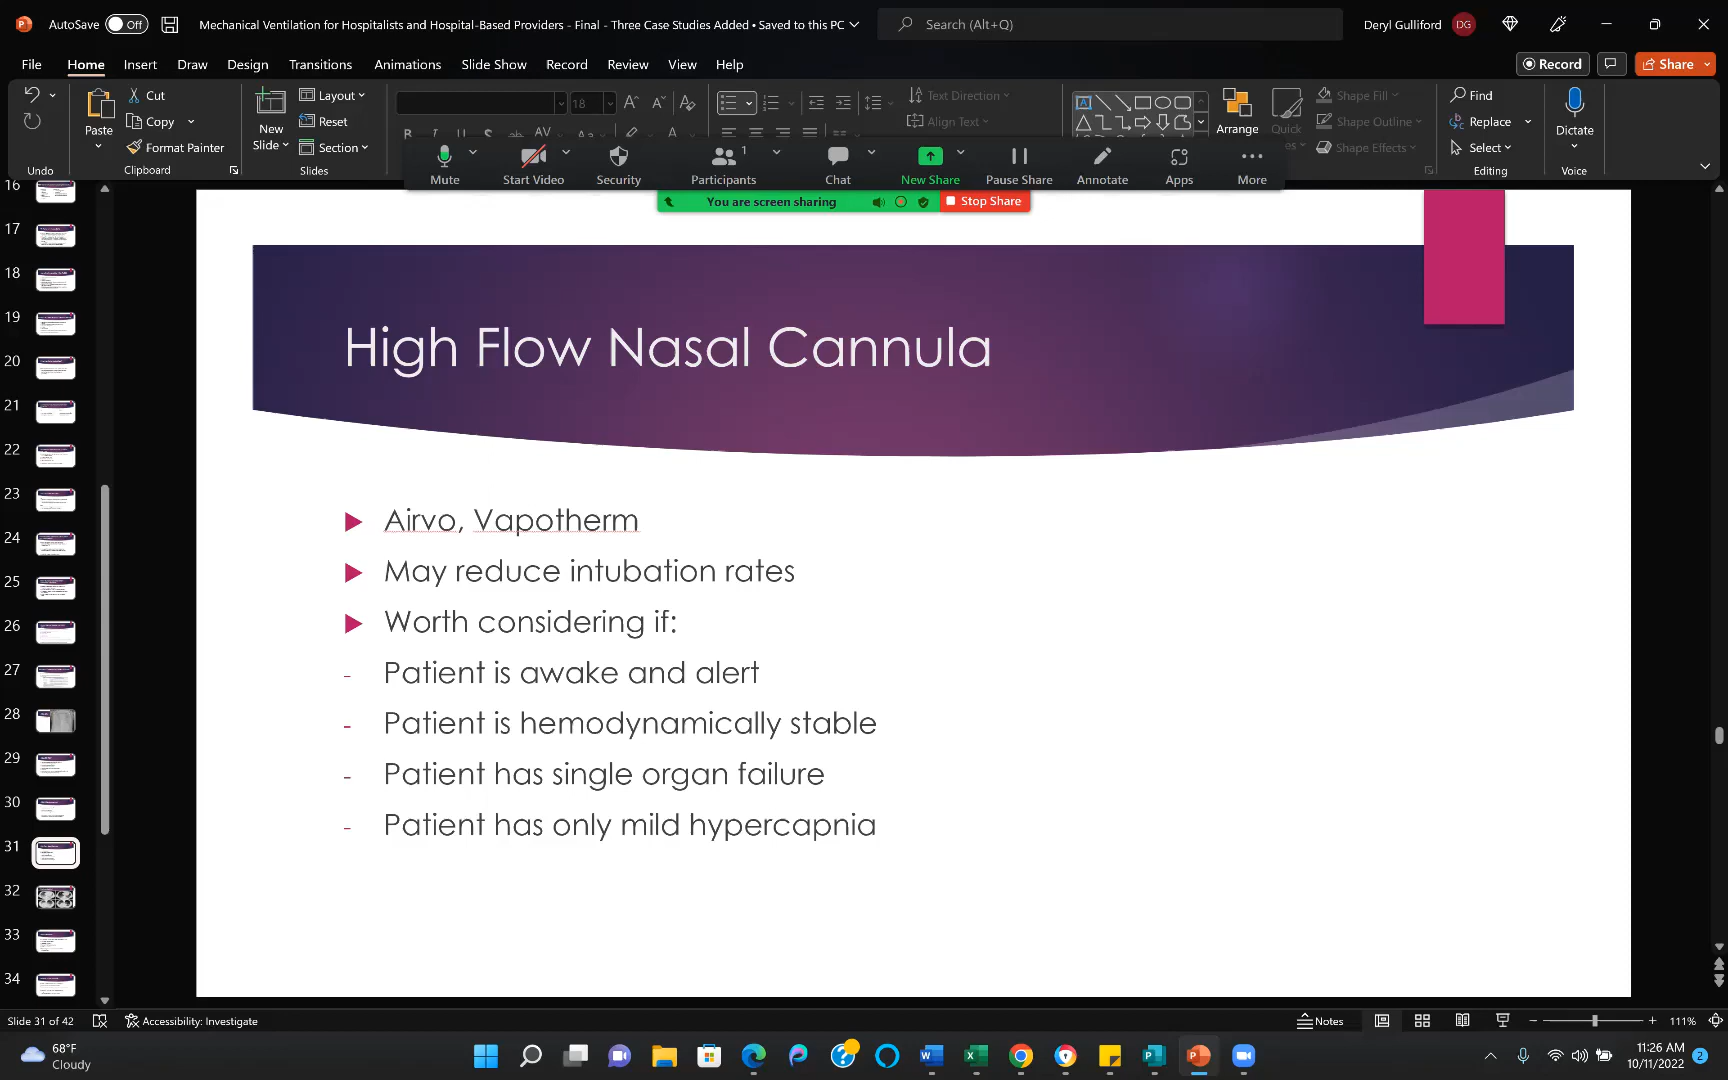 AutoSave Off
Mechanical Ventilation for Hospitalists and Hospital-Based Providers - Final - Three Case Studies Added • Saved to this PC
Search (Alt+Q)
Deryl Gulliford DG
File Home Insert Draw Design Transitions Animations Slide Show Record Review View Help
Record
Share
Paste
Cut
Copy
Format Painter
New Slide
Layout
Reset
Section
18
Text Direction
Align Text
Arrange
Quick
Shape Fill
Shape Outline
Shape Effects
Find
Replace
Select
Dictate
Undo Clipboard Slides Editing Voice
Mute Start Video Security Participants 1 Chat New Share Pause Share Annotate Apps More
You are screen sharing Stop Share
16
17
18
19
20
21
22
23
24
25
26
27
28
29
30
31
32
33
34
High Flow Nasal Cannula
Airvo, Vapotherm
May reduce intubation rates
Worth considering if:
- Patient is awake and alert
- Patient is hemodynamically stable
- Patient has single organ failure
- Patient has only mild hypercapnia
Slide 31 of 42 Accessibility: Investigate Notes 111%
68°F
Cloudy
11:26 AM
10/11/2022
2